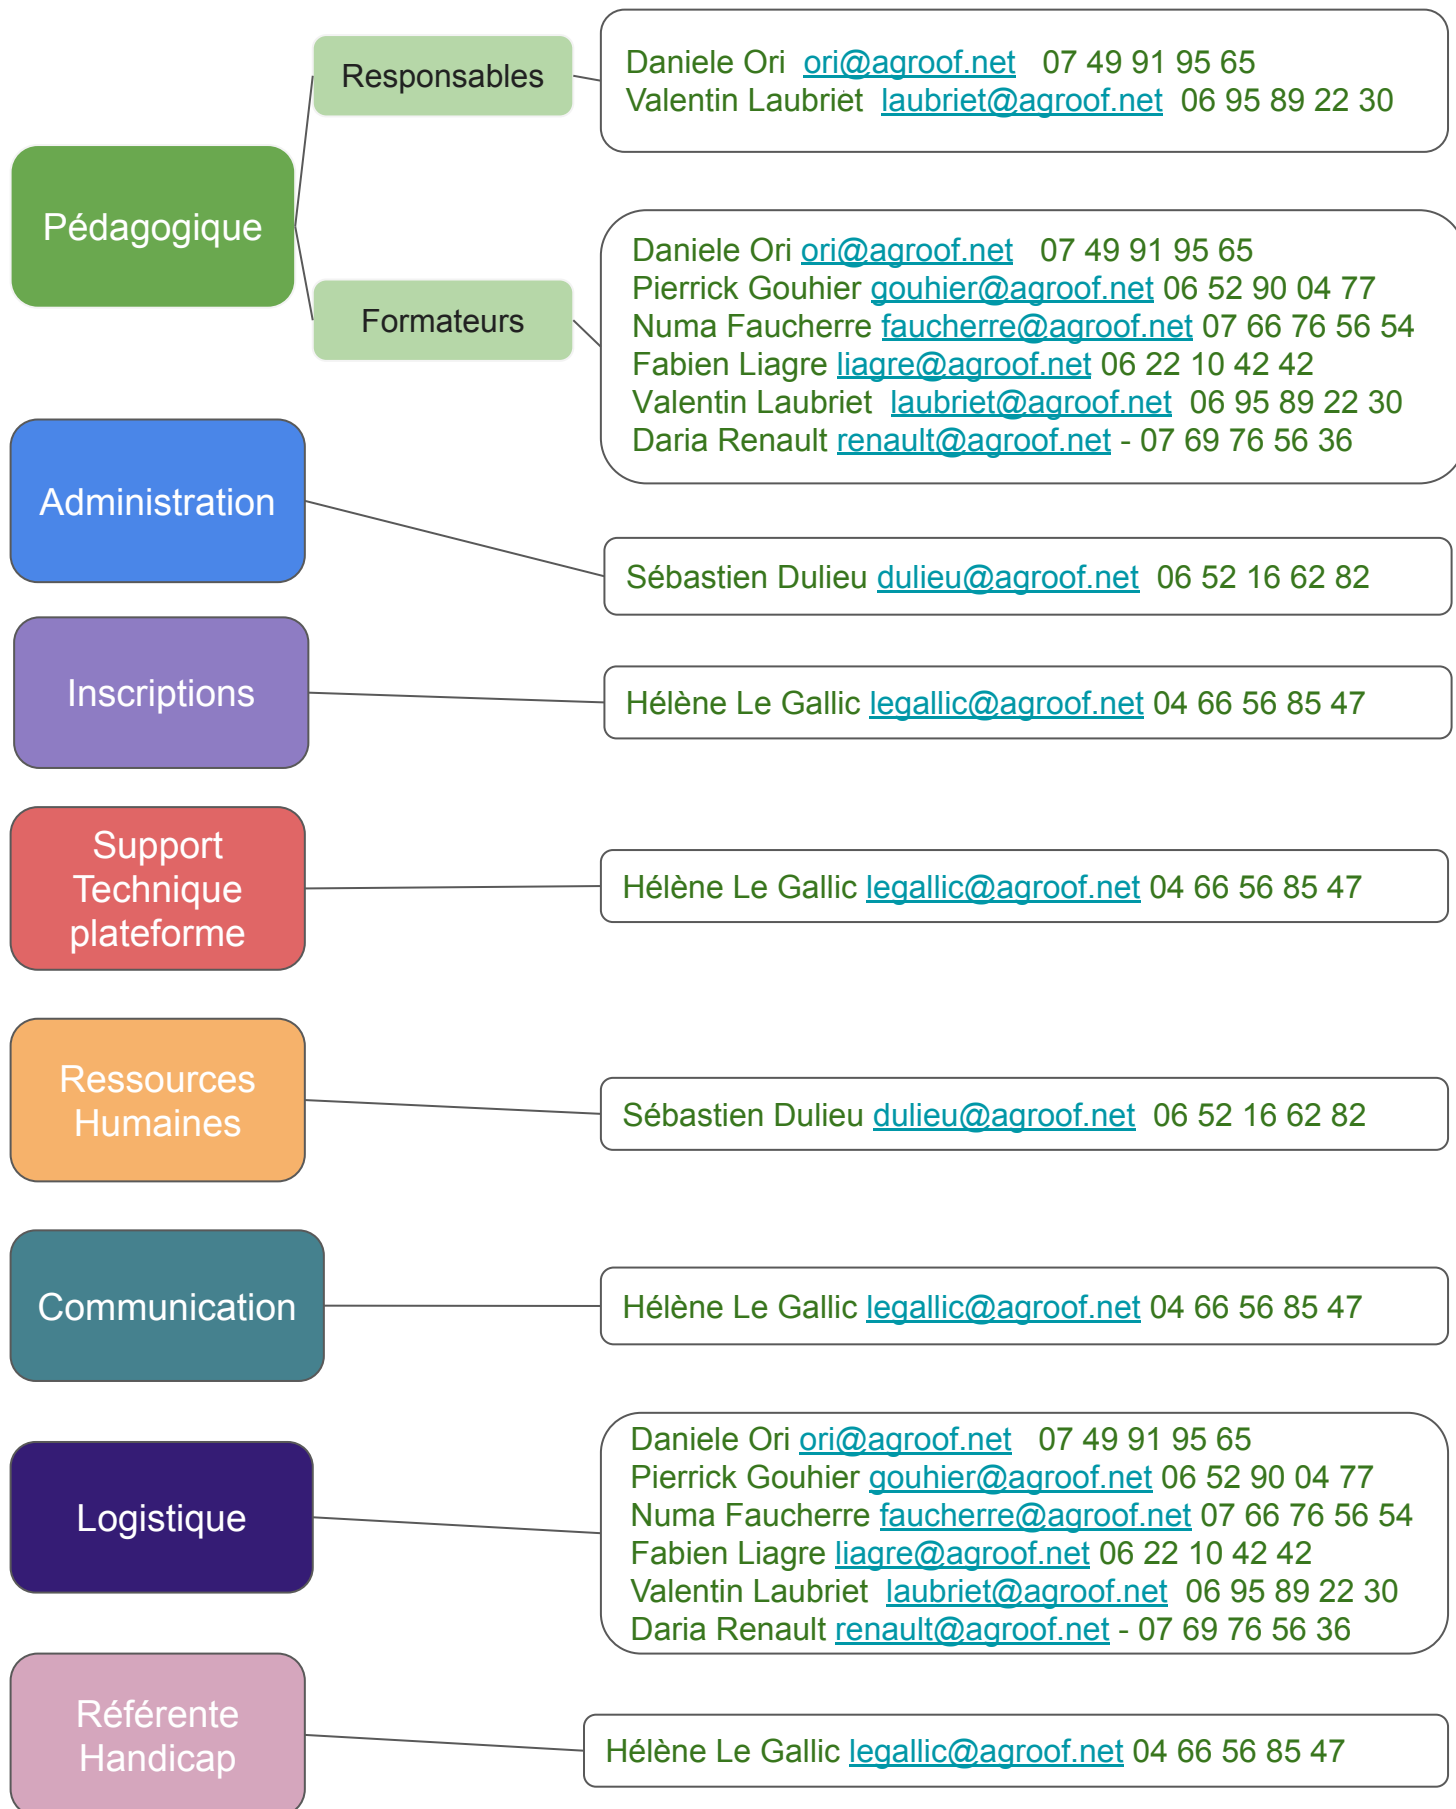 Pédagogique
Responsables
Daniele Ori ori@agroof.net 07 49 91 95 65
Valentin Laubriet laubriet@agroof.net 06 95 89 22 30
Formateurs
Daniele Ori ori@agroof.net 07 49 91 95 65
Pierrick Gouhier gouhier@agroof.net 06 52 90 04 77
Numa Faucherre faucherre@agroof.net 07 66 76 56 54
Fabien Liagre liagre@agroof.net 06 22 10 42 42
Valentin Laubriet laubriet@agroof.net 06 95 89 22 30
Daria Renault renault@agroof.net - 07 69 76 56 36
Administration
Sébastien Dulieu dulieu@agroof.net 06 52 16 62 82
Inscriptions
Hélène Le Gallic legallic@agroof.net 04 66 56 85 47
Support
Technique
plateforme
Hélène Le Gallic legallic@agroof.net 04 66 56 85 47
Ressources
Humaines
Sébastien Dulieu dulieu@agroof.net 06 52 16 62 82
Communication
Hélène Le Gallic legallic@agroof.net 04 66 56 85 47
Logistique
Daniele Ori ori@agroof.net 07 49 91 95 65
Pierrick Gouhier gouhier@agroof.net 06 52 90 04 77
Numa Faucherre faucherre@agroof.net 07 66 76 56 54
Fabien Liagre liagre@agroof.net 06 22 10 42 42
Valentin Laubriet laubriet@agroof.net 06 95 89 22 30
Daria Renault renault@agroof.net - 07 69 76 56 36
Référente
Handicap
Hélène Le Gallic legallic@agroof.net 04 66 56 85 47